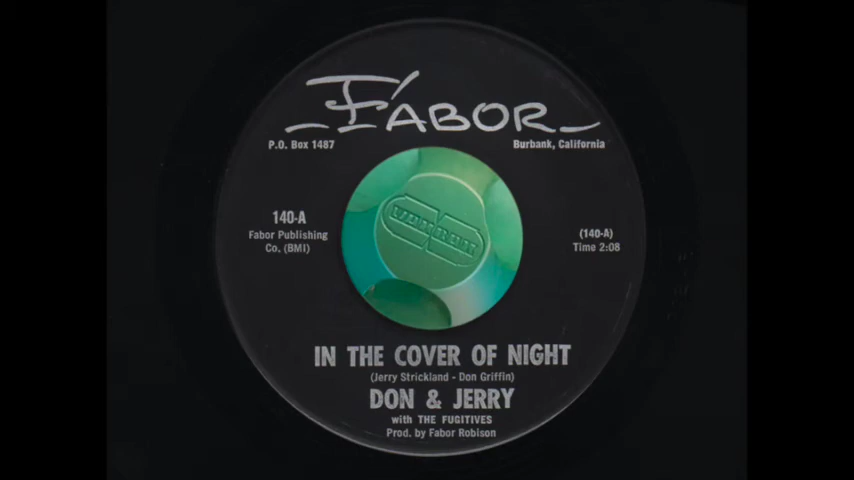 FABOR
P.O. Box 1487
Burbank, California
140-A
Fabor Publishing
Co. (BMI)
(140-A)
Time 2:08
IN THE COVER OF NIGHT
(Jerry Strickland - Don Griffin)
DON & JERRY
with THE FUGITIVES
Prod. by Fabor Robison